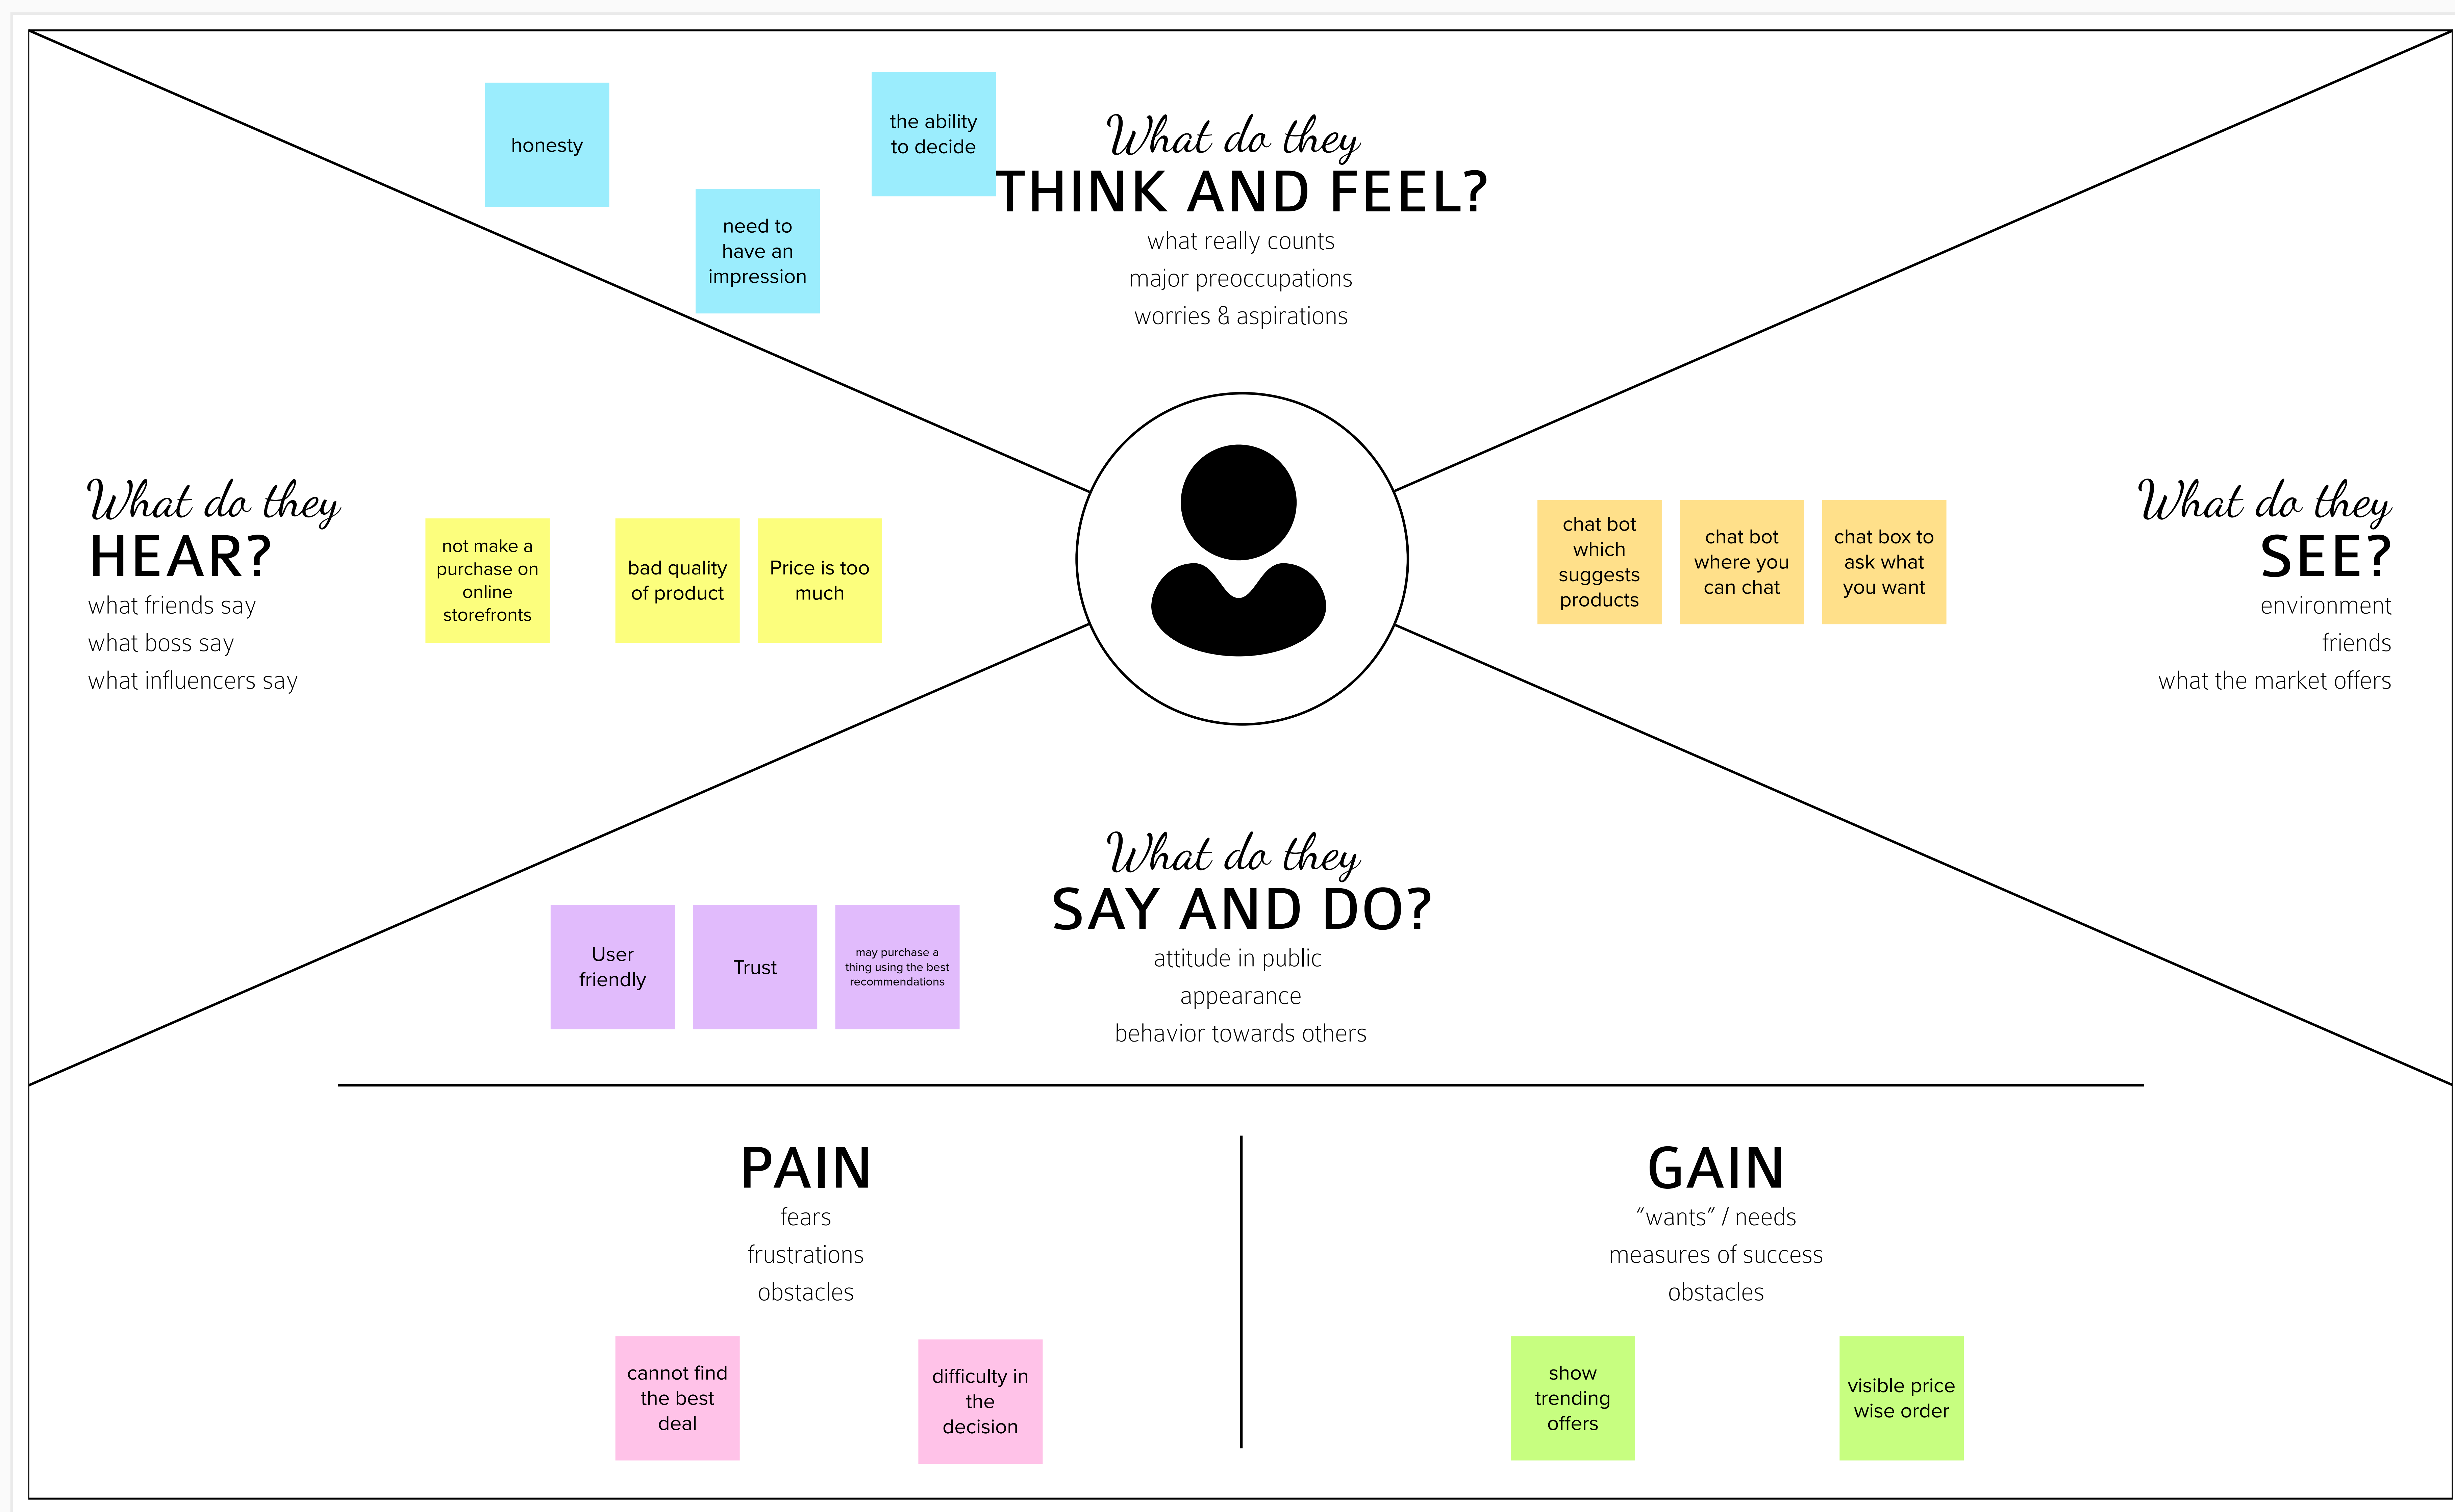 honesty
the ability
to decide
need to
have an
impression
What do they
THINK AND FEEL?
what really counts
major preoccupations
worries & aspirations
What do they
HEAR?
what friends say
what boss say
what influencers say
not make a
purchase on
online
storefronts
bad quality
of product
Price is too
much
chat bot
which
suggests
products
chat bot
where you
can chat
chat box to
ask what
you want
What do they
SEE?
environment
friends
what the market offers
What do they
SAY AND DO?
attitude in public
appearance
behavior towards others
User
friendly
Trust
may purchase a
thing using the best
recommendations
PAIN
fears
frustrations
obstacles
cannot find
the best
deal
difficulty in
the
decision
GAIN
“wants” / needs
measures of success
obstacles
show
trending
offers
visible price
wise order